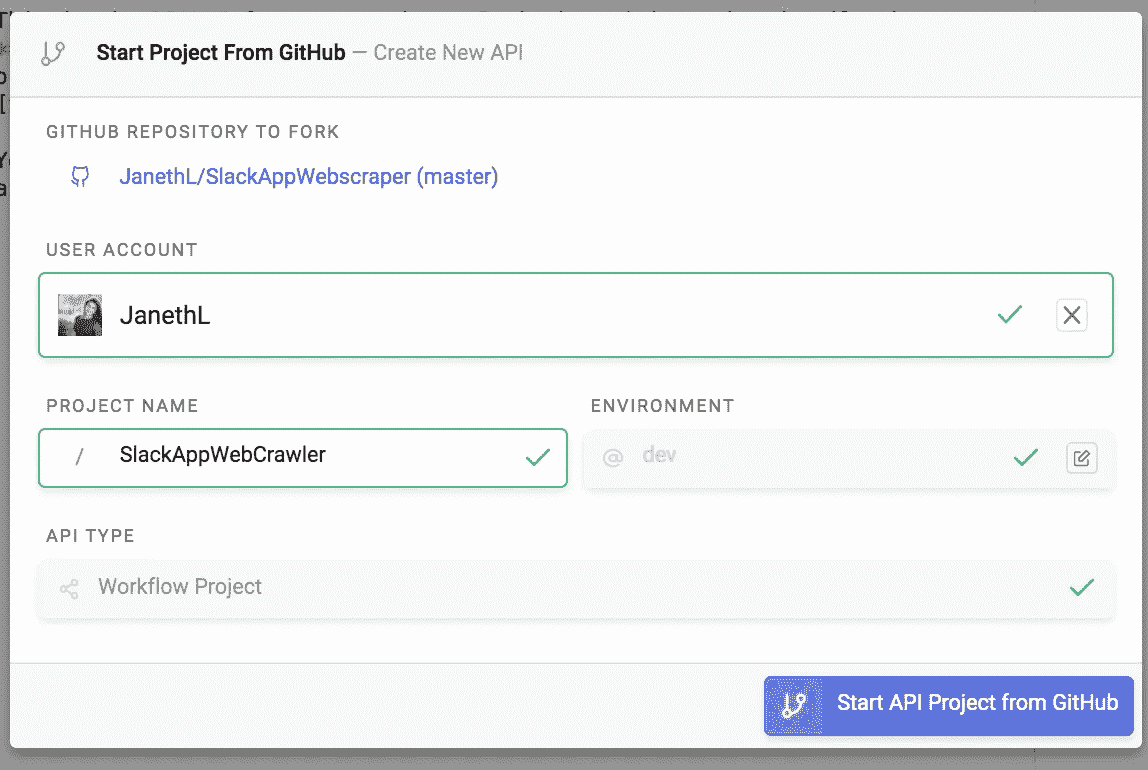 Start Project From GitHub — Create New API
GITHUB REPOSITORY TO FORK
JanethL/SlackAppWebscraper (master)
USER ACCOUNT
JanethL
PROJECT NAME
ENVIRONMENT
/ SlackAppWebCrawler
@ dev
API TYPE
Workflow Project
Start API Project from GitHub